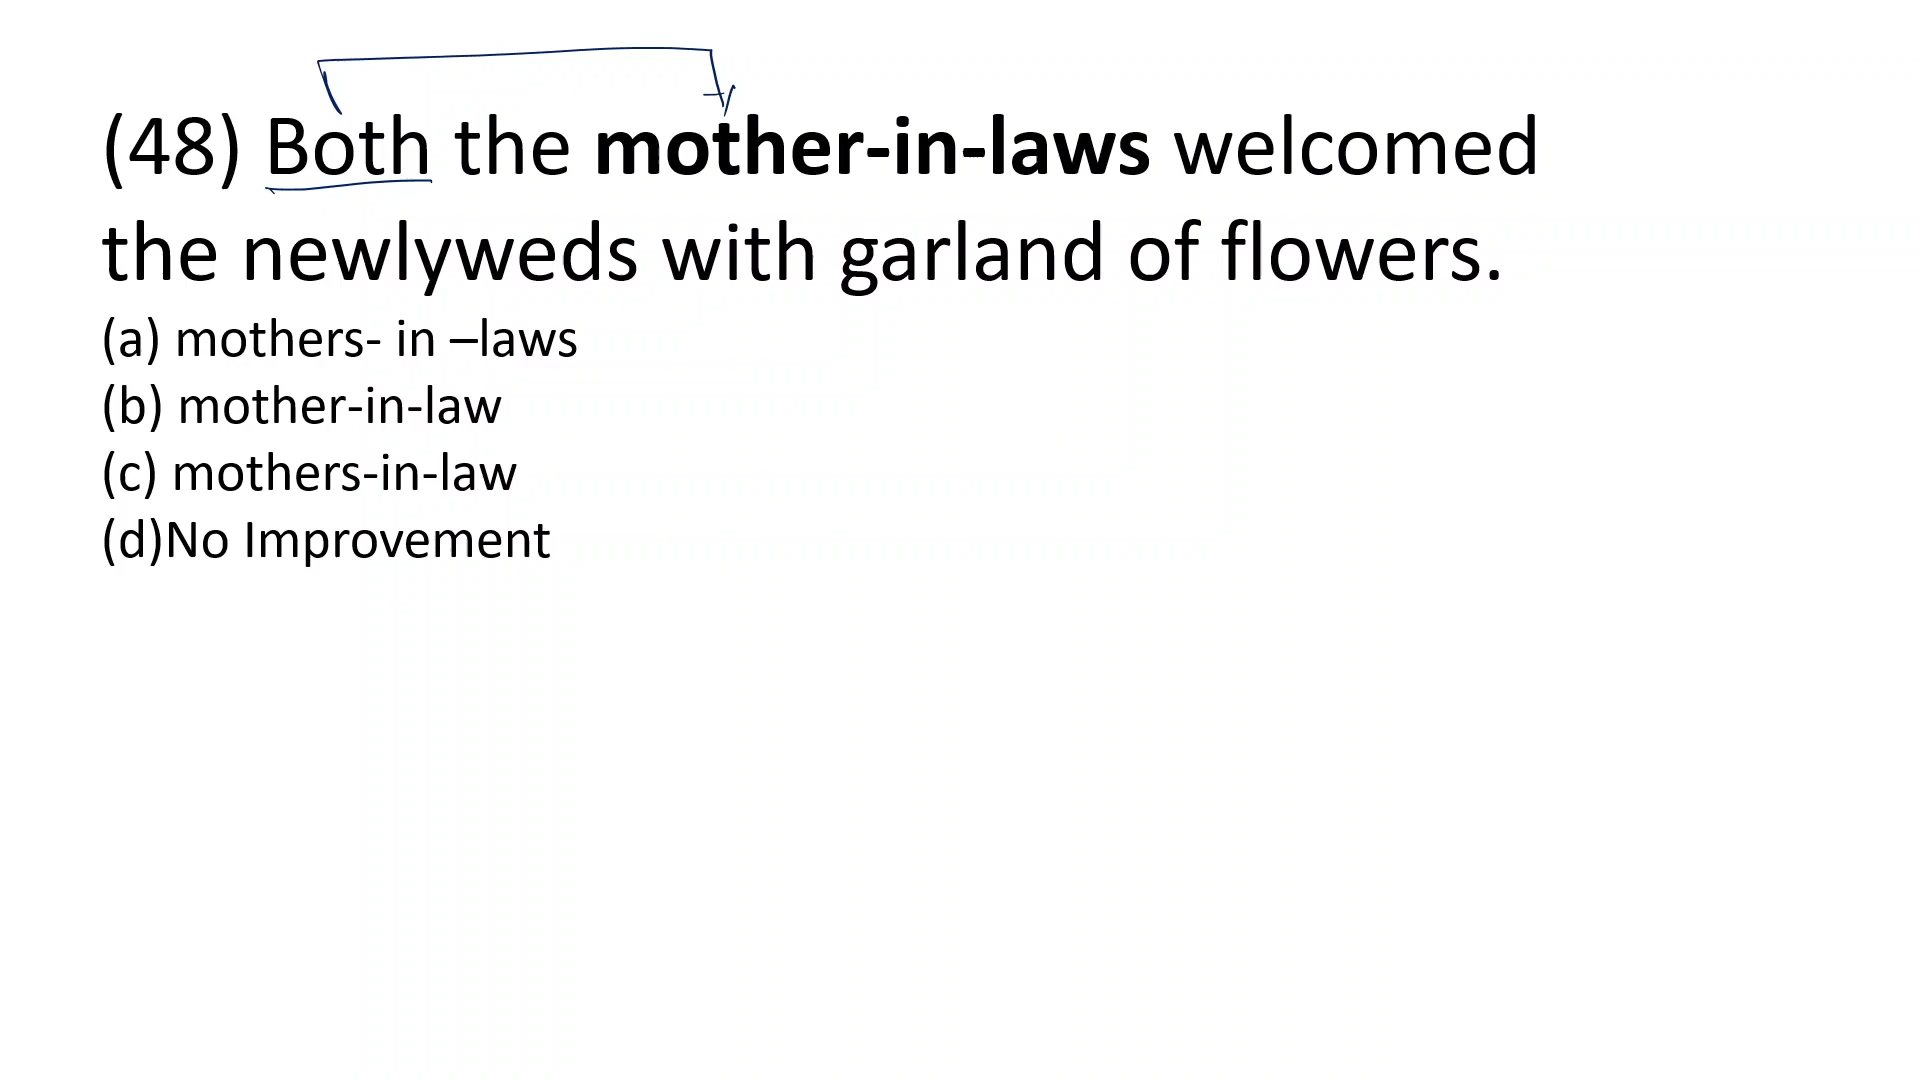 (48) Both the mother-in-laws welcomed
the newlyweds with garland of flowers.
(a) mothers- in –laws
(b) mother-in-law
(c) mothers-in-law
(d)No Improvement